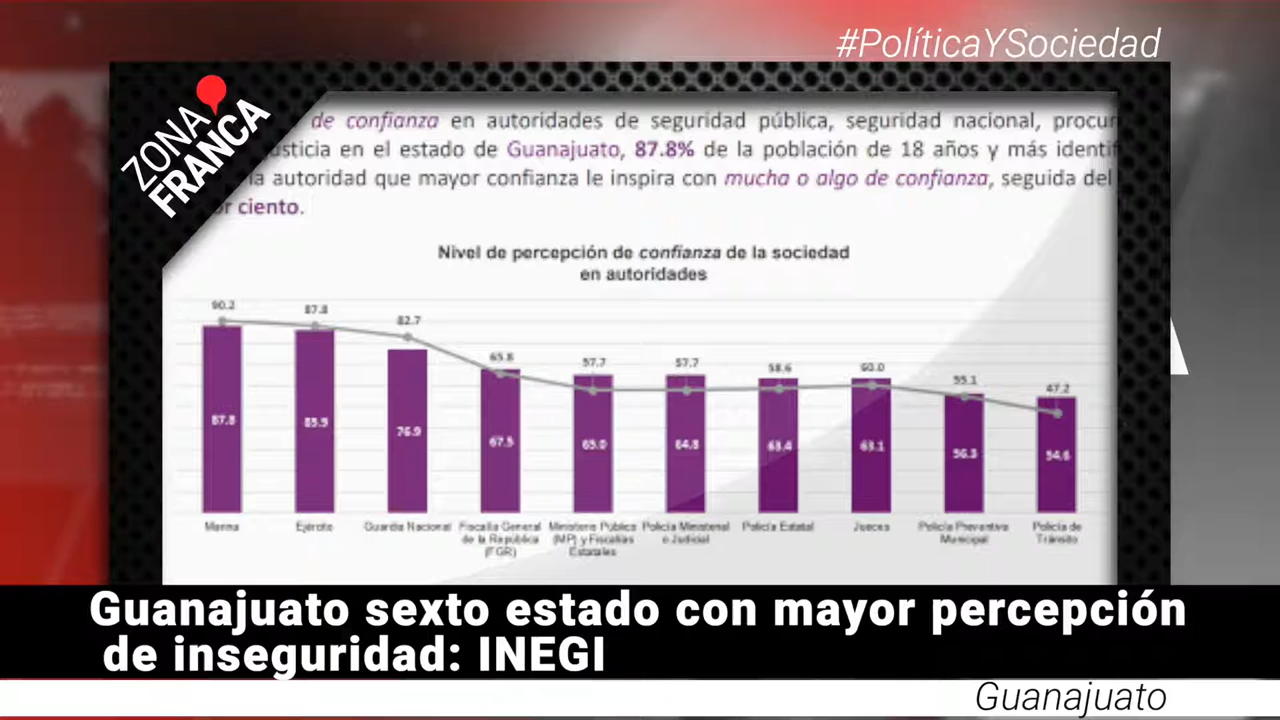 #PolíticaYSociedad
ZONA
FRANCA
de confianza en autoridades de seguridad pública, seguridad nacional,
en el estado de Guanajuato, 87.8% de la población de 18 años y más
la autoridad que mayor confianza le inspira con mucha o algo de confianza, seguida del
ciento.
Nivel de percepción de confianza de la sociedad
en autoridades
90.2 87.8 82.7 65.8 57.7 57.7 58.6 60.0 55.1 47.2
87.8 85.9 76.9 67.5 65.0 64.8 63.4 63.1 56.3 54.6
Marina Ejército Guardia Nacional Fiscalía General Ministerio Público Policía Ministerial Policía Estatal Jueces Policía Preventiva Policía de
de la República (MP) y Fiscalías o Judicial Municipal Tránsito
(FGR) Estatales
Guanajuato sexto estado con mayor percepción
de inseguridad: INEGI
Guanajuato